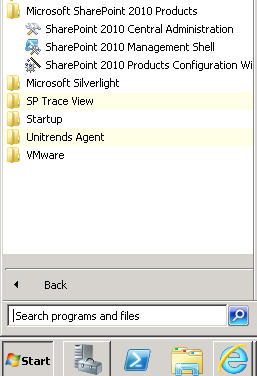 Microsoft SharePoint 2010 Products
SharePoint 2010 Central Administration
SharePoint 2010 Management Shell
SharePoint 2010 Products Configuration Wi
Microsoft Silverlight
SP Trace View
Startup
Unitrends Agent
VMware
Back
Search programs and files
Start